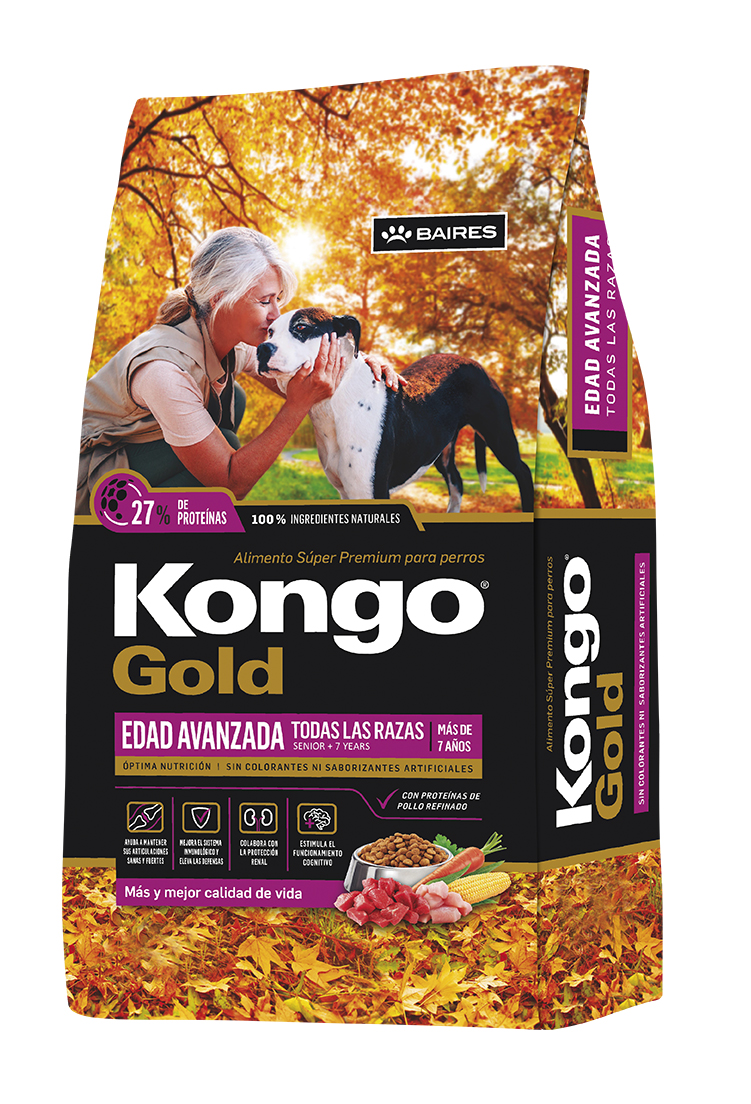 BAIRES
27% DE
PROTEÍNAS
100% INGREDIENTES NATURALES
Alimento Súper Premium para perros
Kongo®
Gold
EDAD AVANZADA
TODAS LAS RAZAS
SENIOR + 7 YEARS
MÁS DE
7 AÑOS
ÓPTIMA NUTRICIÓN | SIN COLORANTES NI SABORIZANTES ARTIFICIALES
CON PROTEÍNAS DE
POLLO REFINADO
AYUDA A MANTENER
SUS ARTICULACIONES
SANAS Y FUERTES
MEJORA EL SISTEMA
INMUNOLÓGICO Y
ELEVA LAS DEFENSAS
COLABORA CON
LA PROTECCIÓN
RENAL
ESTIMULA EL
FUNCIONAMIENTO
COGNITIVO
Más y mejor calidad de vida
EDAD AVANZADA
TODAS LAS RAZAS
Alimento Súper Premium para perros
Kongo®
Gold
SIN COLORANTES NI SABORIZANTES ARTIFICIALES